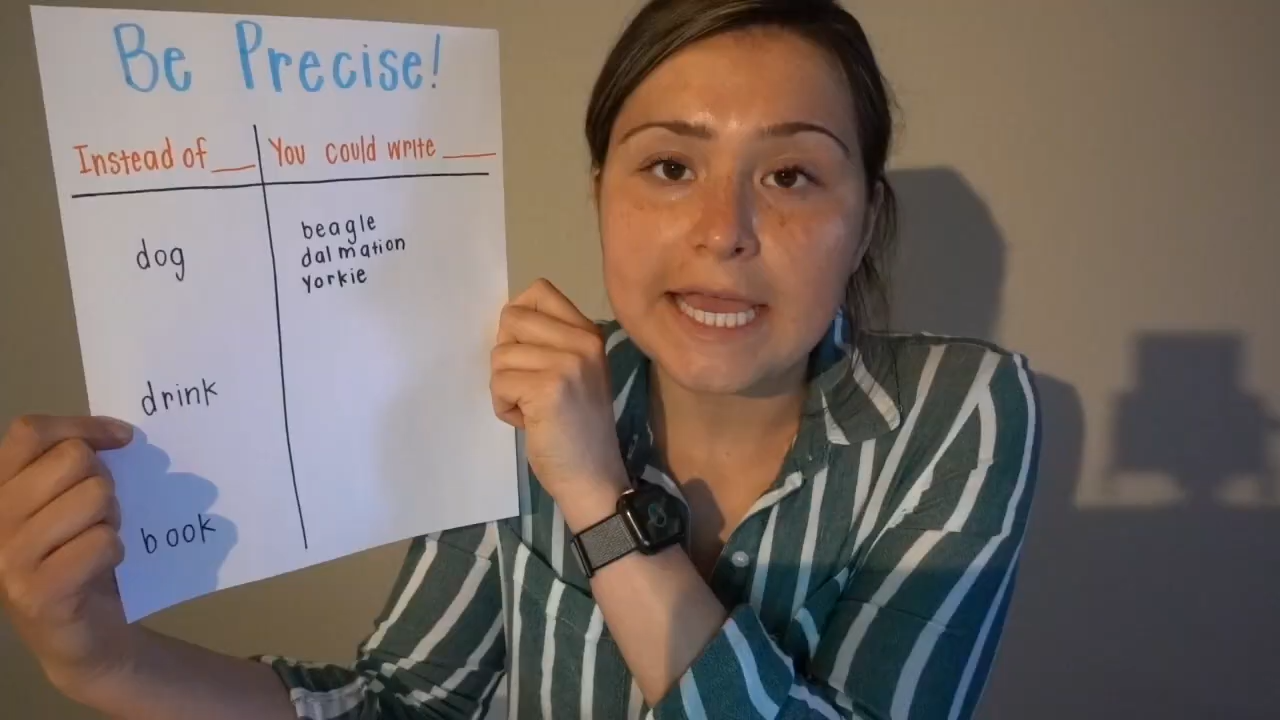 Be Precise!
Instead of ___ You could write ___
dog
beagle
dalmation
yorkie
drink
book